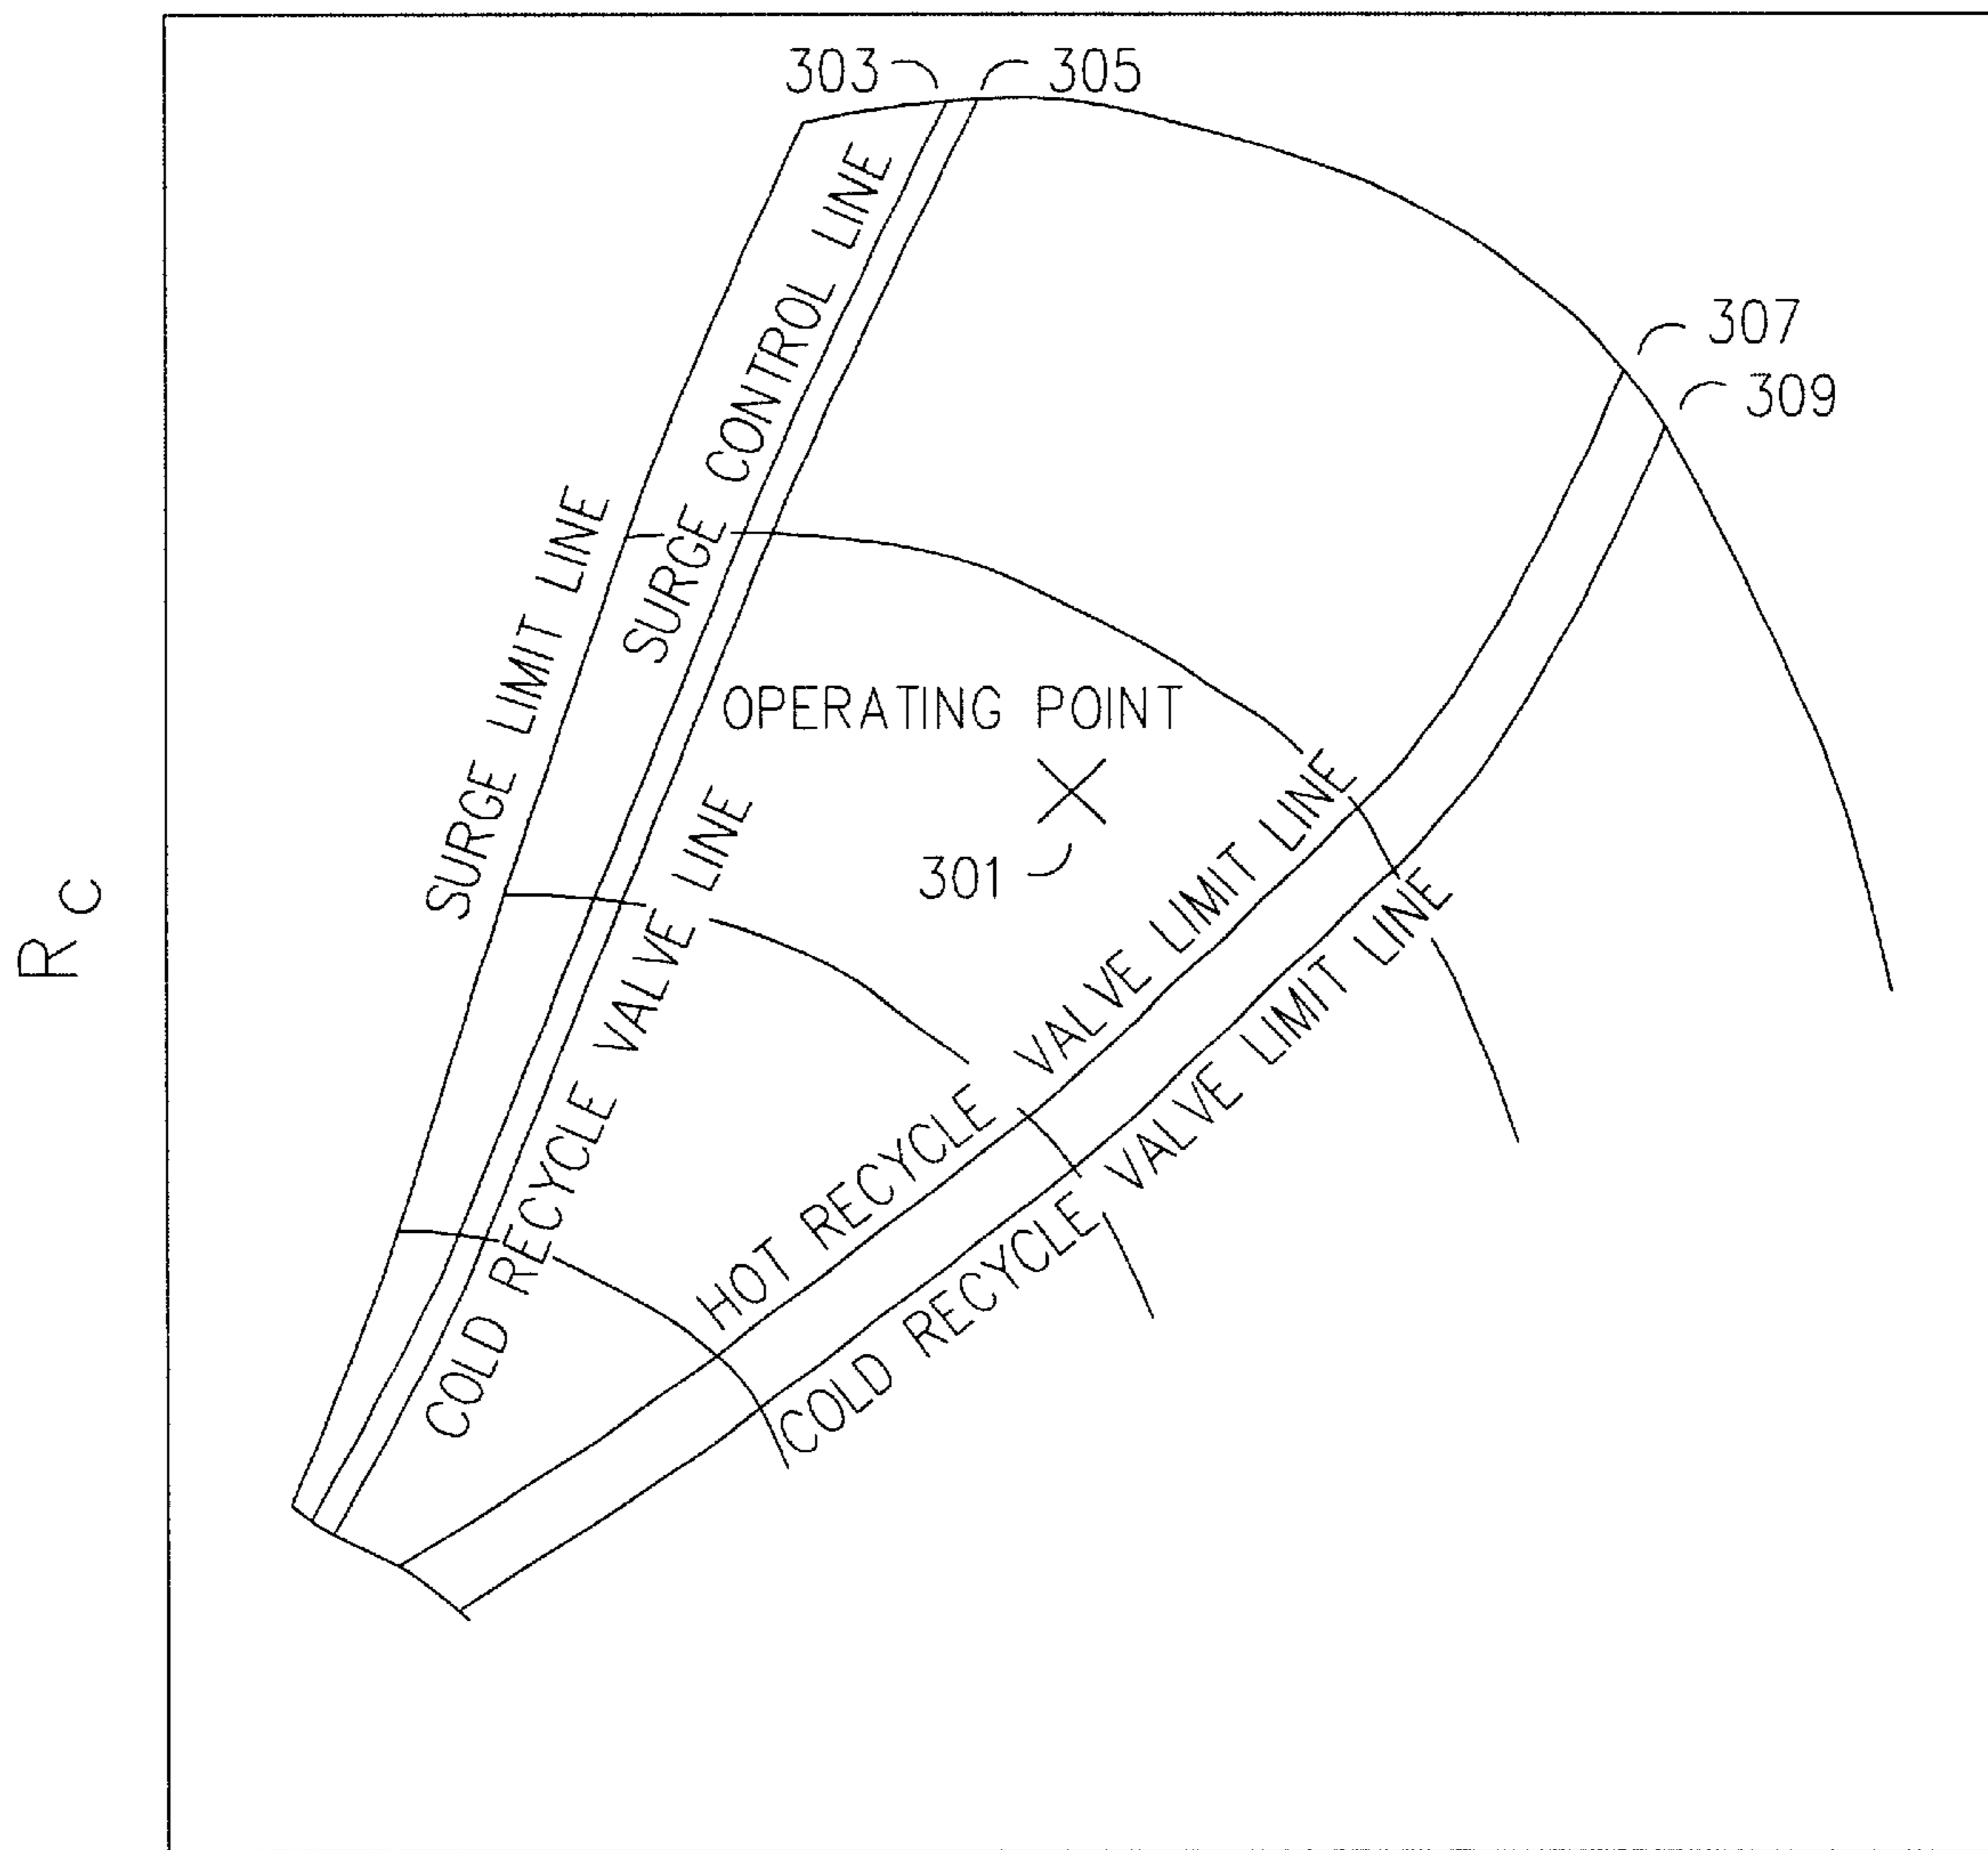 303
305
307
309
SURGE LIMIT LINE
SURGE CONTROL LINE
OPERATING POINT
301
COLD RECYCLE VALVE LINE
HOT RECYCLE VALVE LIMIT LINE
COLD RECYCLE VALVE LIMIT LINE
R c